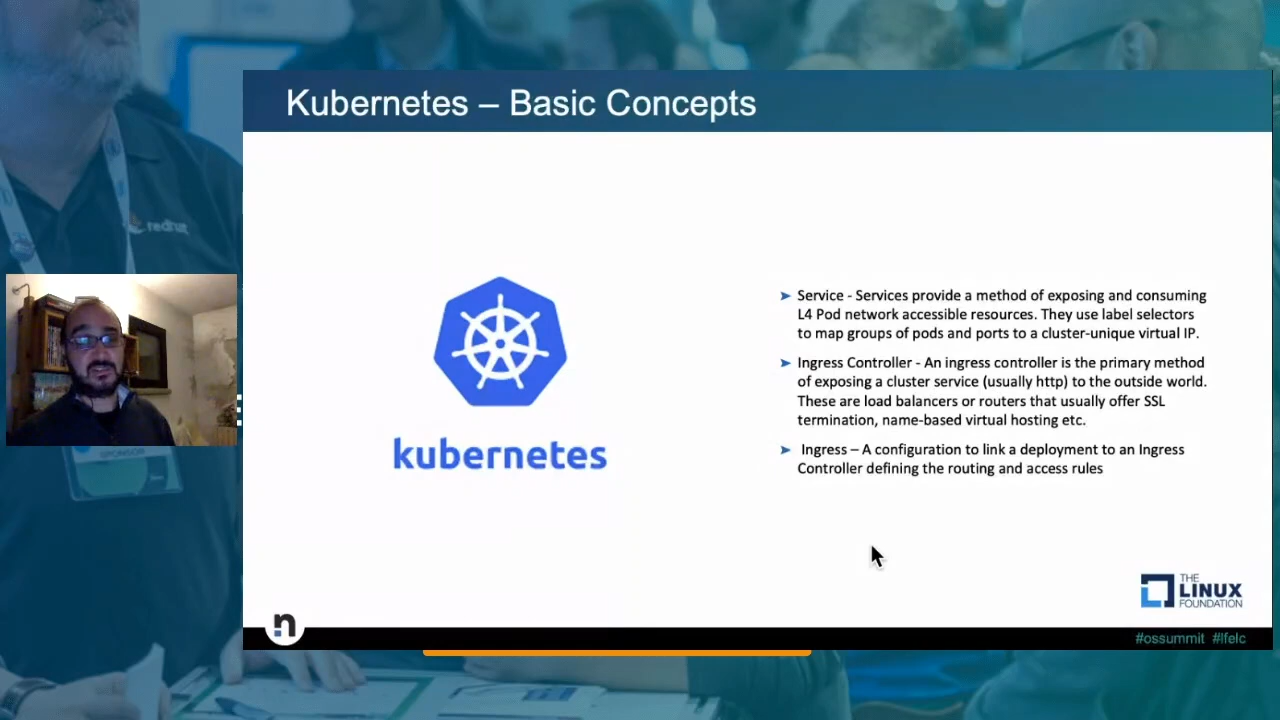 Kubernetes – Basic Concepts
redhat
➤ Service - Services provide a method of exposing and consuming
L4 Pod network accessible resources. They use label selectors
to map groups of pods and ports to a cluster-unique virtual IP.
➤ Ingress Controller - An ingress controller is the primary method
of exposing a cluster service (usually http) to the outside world.
These are load balancers or routers that usually offer SSL
termination, name-based virtual hosting etc.
➤ Ingress – A configuration to link a deployment to an Ingress
Controller defining the routing and access rules
kubernetes
SPONSOR
THE
LINUX
FOUNDATION
n
#ossummit #lfelc